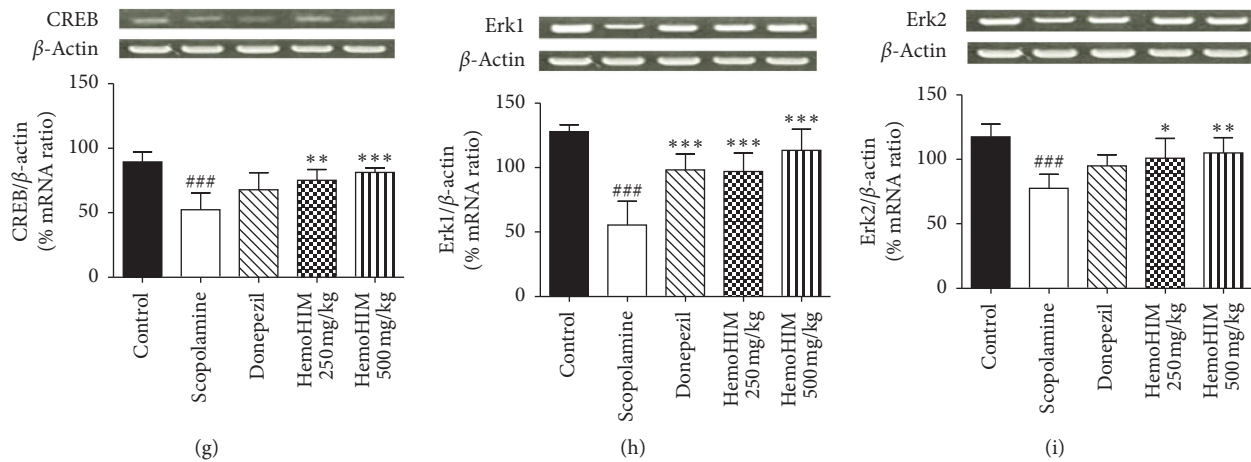 CREB
β-Actin
150
100
50
0
CREB/β-actin
(% mRNA ratio)
###
**
***
Control
Scopolamine
Donepezil
HemoHIM
250 mg/kg
HemoHIM
500 mg/kg
(g)
Erk1
β-Actin
150
100
50
0
Erk1/β-actin
(% mRNA ratio)
###
***
***
***
Control
Scopolamine
Donepezil
HemoHIM
250 mg/kg
HemoHIM
500 mg/kg
(h)
Erk2
β-Actin
150
100
50
0
Erk2/β-actin
(% mRNA ratio)
###
*
**
Control
Scopolamine
Donepezil
HemoHIM
250 mg/kg
HemoHIM
500 mg/kg
(i)